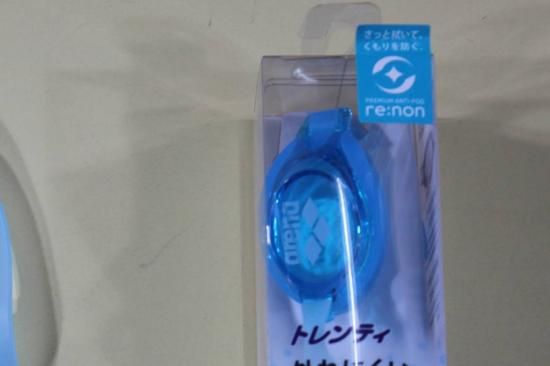 さっと拭いて、
くもりを防ぐ。
PREMIUM ANTI-FOG
re:non
arena
トレンティ